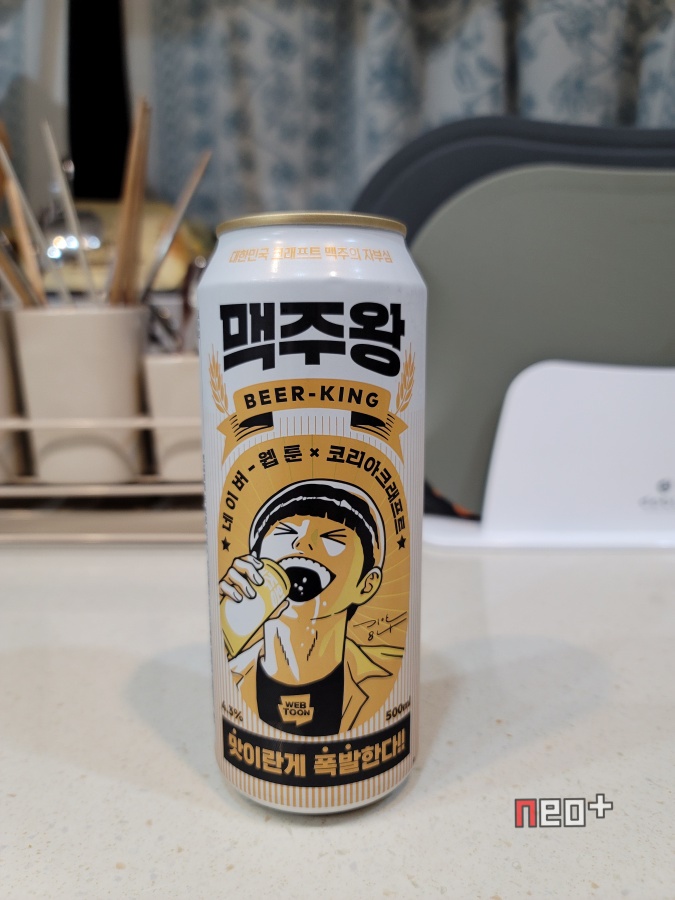 대한민국 크래프트 맥주의 자부심
맥주왕
BEER-KING
★ 네이버-웹툰 × 코리아크래프트 ★
WEB
TOON
500ml
맛이란게 폭발한다!!
neo+